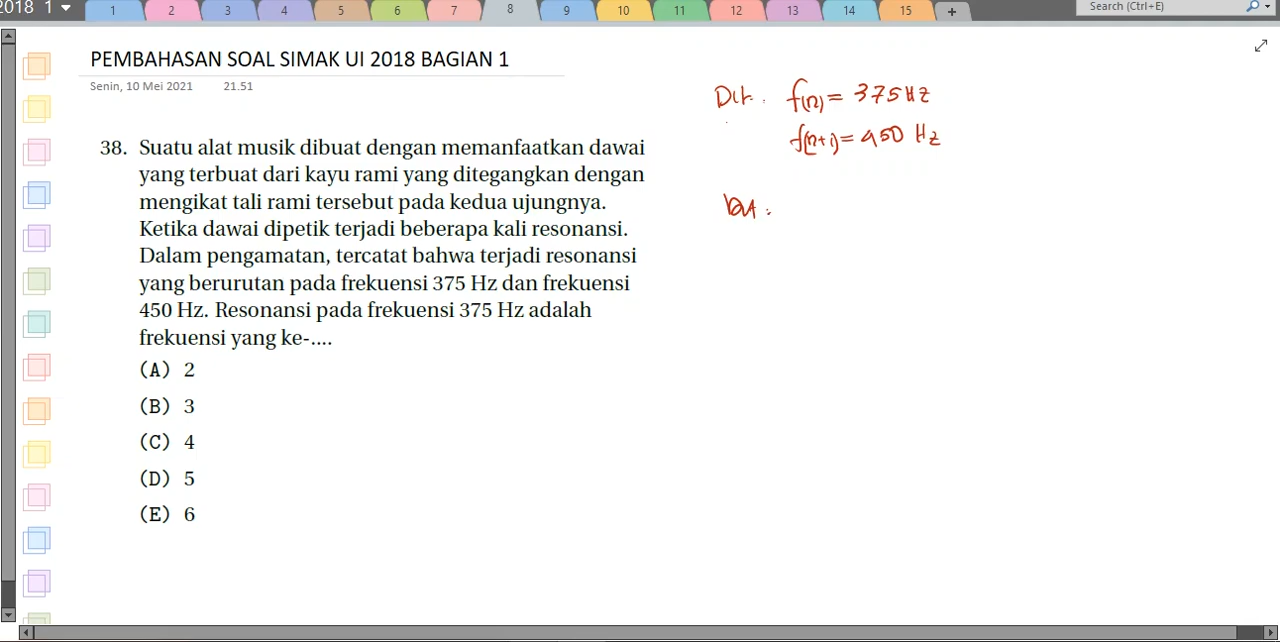 2018 1
1 2 3 4 5 6 7 8 9 10 11 12 13 14 15 +
Search (Ctrl+E)
PEMBAHASAN SOAL SIMAK UI 2018 BAGIAN 1
Senin, 10 Mei 2021 21.51
38. Suatu alat musik dibuat dengan memanfaatkan dawai
yang terbuat dari kayu rami yang ditegangkan dengan
mengikat tali rami tersebut pada kedua ujungnya.
Ketika dawai dipetik terjadi beberapa kali resonansi.
Dalam pengamatan, tercatat bahwa terjadi resonansi
yang berurutan pada frekuensi 375 Hz dan frekuensi
450 Hz. Resonansi pada frekuensi 375 Hz adalah
frekuensi yang ke-....
(A) 2
(B) 3
(C) 4
(D) 5
(E) 6
f(n) = 375 Hz
f(n+1) = 450 Hz